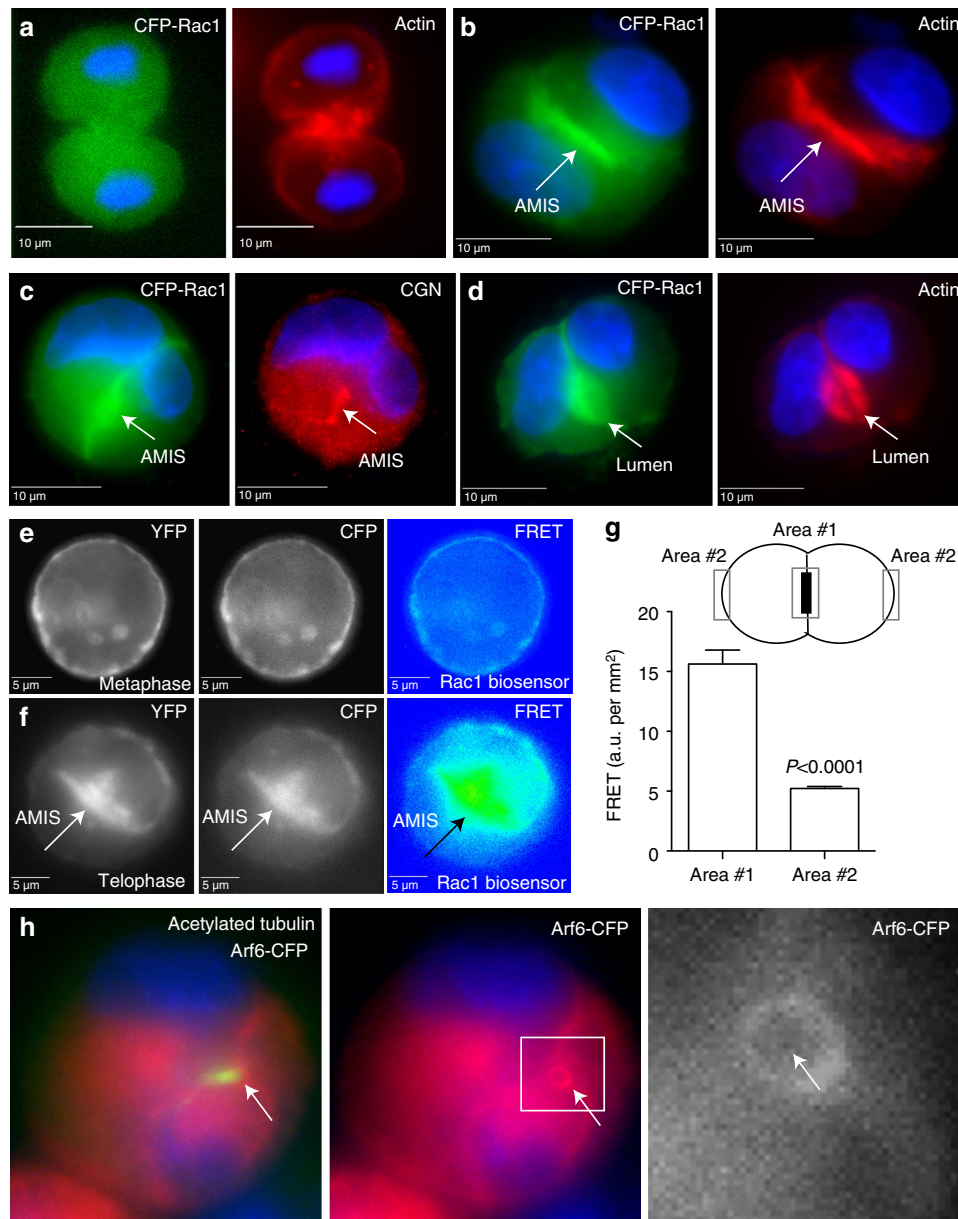 a
CFP-Rac1
10 µm
Actin
b
CFP-Rac1
AMIS
10 µm
Actin
AMIS
10 µm
c
CFP-Rac1
AMIS
10 µm
CGN
AMIS
10 µm
d
CFP-Rac1
Lumen
10 µm
Actin
Lumen
10 µm
e
YFP
5 µm
Metaphase
CFP
5 µm
FRET
5 µm
Rac1 biosensor
f
YFP
AMIS
5 µm
Telophase
CFP
AMIS
5 µm
FRET
AMIS
5 µm
Rac1 biosensor
g
Area #1
Area #2
Area #2
FRET (a.u. per mm²)
20
15
10
5
0
P<0.0001
Area #1
Area #2
h
Acetylated tubulin
Arf6-CFP
Arf6-CFP
Arf6-CFP